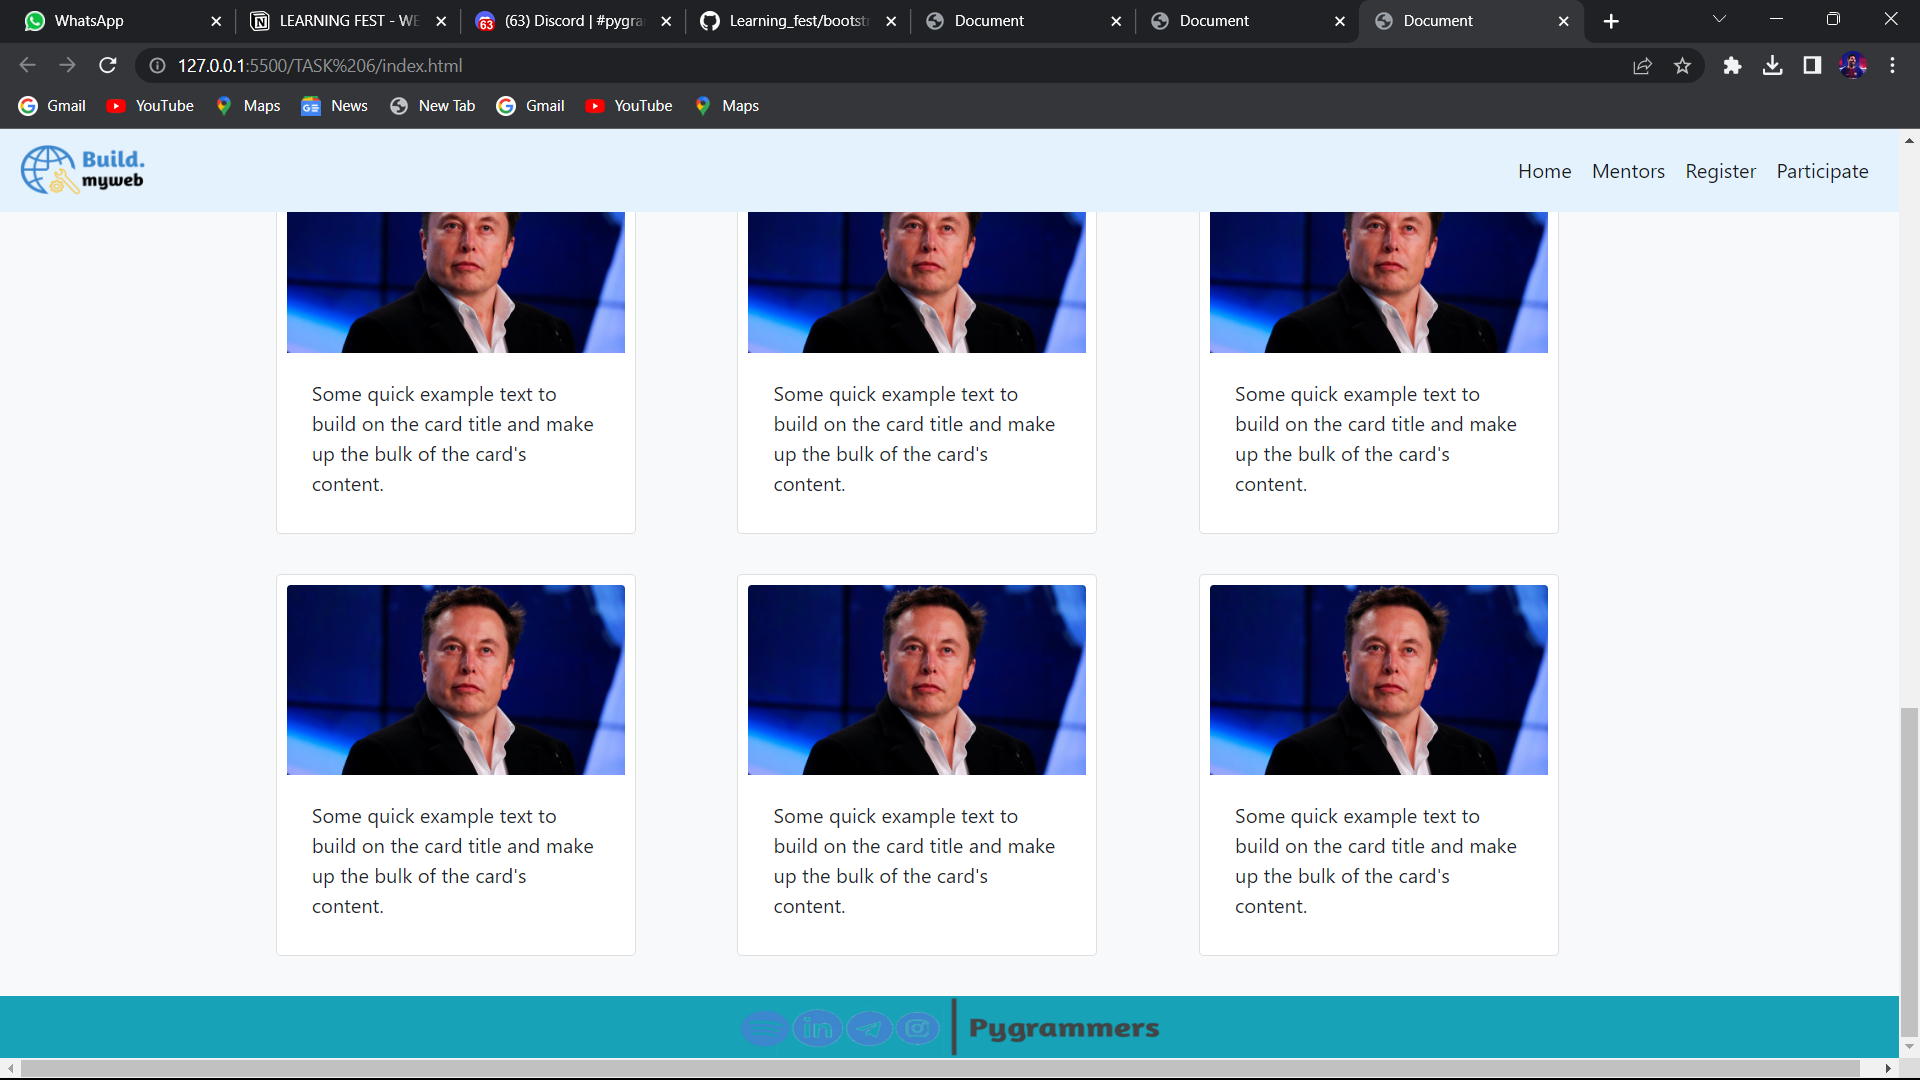 WhatsApp
LEARNING FEST - WE
63
(63) Discord | #pygra
Learning_fest/bootst
Document
Document
Document
127.0.0.1:5500/TASK%206/index.html
Gmail
YouTube
Maps
News
New Tab
Gmail
YouTube
Maps
Build.
myweb
Home
Mentors
Register
Participate
Some quick example text to
build on the card title and make
up the bulk of the card's
content.
Some quick example text to
build on the card title and make
up the bulk of the card's
content.
Some quick example text to
build on the card title and make
up the bulk of the card's
content.
Some quick example text to
build on the card title and make
up the bulk of the card's
content.
Some quick example text to
build on the card title and make
up the bulk of the card's
content.
Some quick example text to
build on the card title and make
up the bulk of the card's
content.
in
Pygrammers